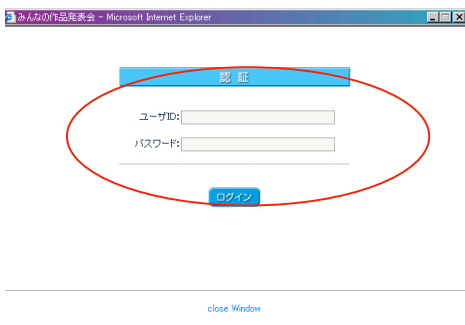 みんなの作品発表会 - Microsoft Internet Explorer
認 証
ユーザID:
パスワード:
ログイン
close Window